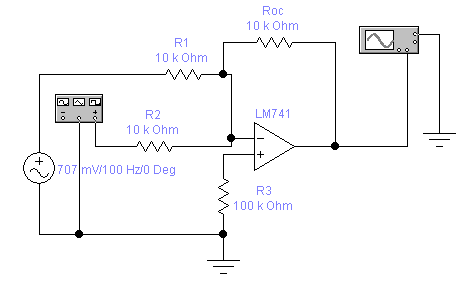 Roc
10 k Ohm
R1
10 k Ohm
R2
10 k Ohm
LM741
707 mV/100 Hz/0 Deg
R3
100 k Ohm